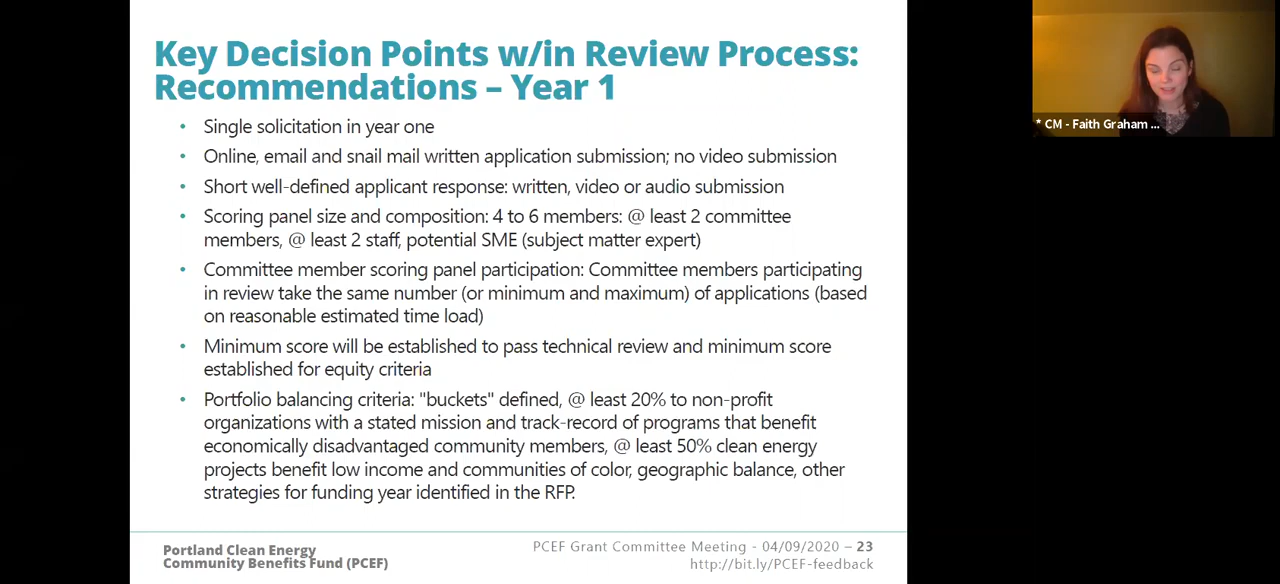 Key Decision Points w/in Review Process:
Recommendations – Year 1
• Single solicitation in year one
• Online, email and snail mail written application submission; no video submission
• Short well-defined applicant response: written, video or audio submission
• Scoring panel size and composition: 4 to 6 members: @ least 2 committee
members, @ least 2 staff, potential SME (subject matter expert)
• Committee member scoring panel participation: Committee members participating
in review take the same number (or minimum and maximum) of applications (based
on reasonable estimated time load)
• Minimum score will be established to pass technical review and minimum score
established for equity criteria
• Portfolio balancing criteria: "buckets" defined, @ least 20% to non-profit
organizations with a stated mission and track-record of programs that benefit
economically disadvantaged community members, @ least 50% clean energy
projects benefit low income and communities of color, geographic balance, other
strategies for funding year identified in the RFP.
Portland Clean Energy
Community Benefits Fund (PCEF)
PCEF Grant Committee Meeting - 04/09/2020 – 23
http://bit.ly/PCEF-feedback
* CM - Faith Graham ...